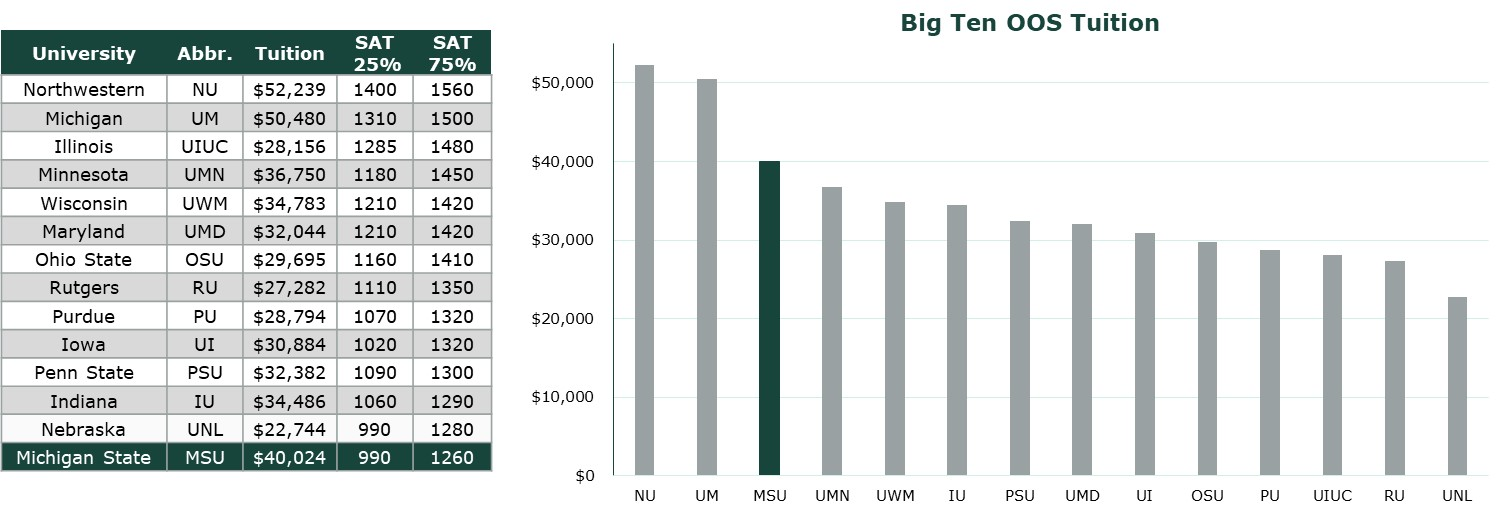 University Abbr. Tuition SAT 25% SAT 75%
Northwestern NU $52,239 1400 1560
Michigan UM $50,480 1310 1500
Illinois UIUC $28,156 1285 1480
Minnesota UMN $36,750 1180 1450
Wisconsin UWM $34,783 1210 1420
Maryland UMD $32,044 1210 1420
Ohio State OSU $29,695 1160 1410
Rutgers RU $27,282 1110 1350
Purdue PU $28,794 1070 1320
Iowa UI $30,884 1020 1320
Penn State PSU $32,382 1090 1300
Indiana IU $34,486 1060 1290
Nebraska UNL $22,744 990 1280
Michigan State MSU $40,024 990 1260
Big Ten OOS Tuition
$50,000
$40,000
$30,000
$20,000
$10,000
$0
NU UM MSU UMN UWM IU PSU UMD UI OSU PU UIUC RU UNL